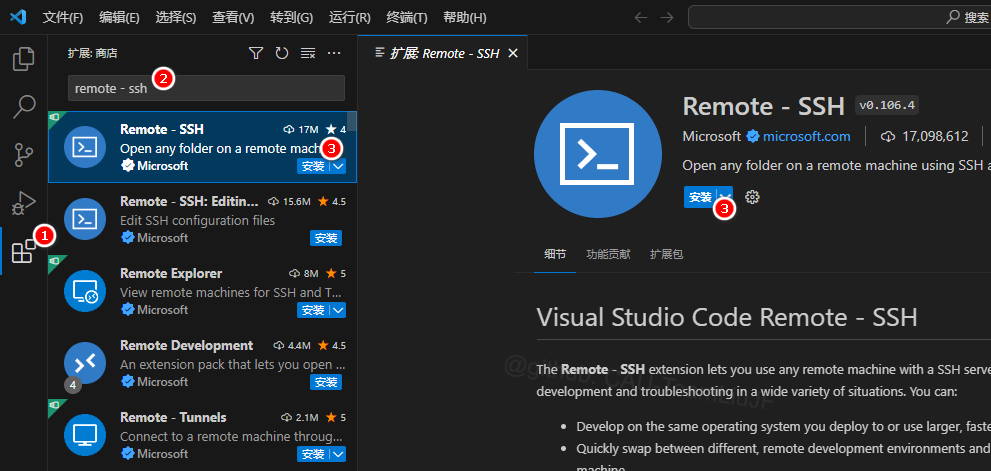 文件(F) 编辑(E) 选择(S) 查看(V) 转到(G) 运行(R) 终端(T) 帮助(H) 搜索
扩展: 商店
remote - ssh
2
1
Remote - SSH 17M 4
Open any folder on a remote mach
3
Microsoft 安装
Remote - SSH: Editin... 15.6M 4.5
Edit SSH configuration files
Microsoft 安装
Remote Explorer 8M 5
View remote machines for SSH and T...
Microsoft 安装
Remote Development 4.4M 4.5
An extension pack that lets you open ...
4
Microsoft 安装
Remote - Tunnels 2.1M 5
Connect to a remote machine throug...
Microsoft 安装
扩展: Remote - SSH
Remote - SSH v0.106.4
Microsoft microsoft.com 17,098,612
Open any folder on a remote machine using SSH a
安装
3
细节 功能贡献 扩展包
Visual Studio Code Remote - SSH
The Remote - SSH extension lets you use any remote machine with a SSH serve
development and troubleshooting in a wide variety of situations. You can:
• Develop on the same operating system you deploy to or use larger, faste
• Quickly swap between different, remote development environments and
machine.